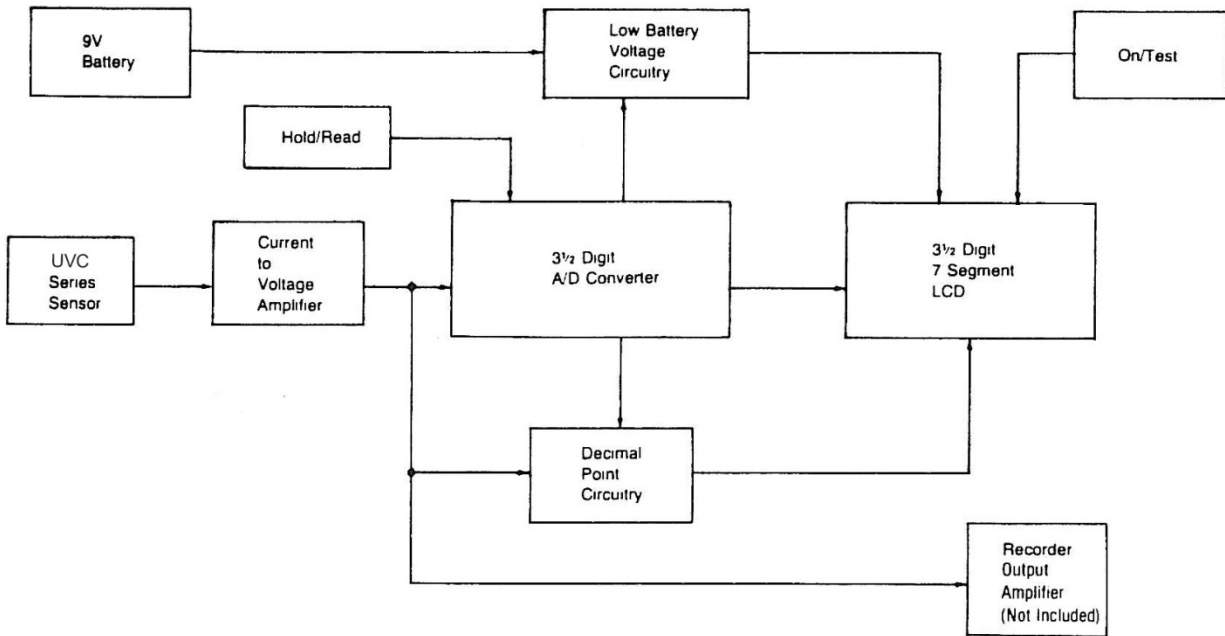 9V
Battery
Low Battery
Voltage
Circuitry
On/Test
Hold/Read
UVC
Series
Sensor
Current
to
Voltage
Amplifier
3½ Digit
A/D Converter
3½ Digit
7 Segment
LCD
Decimal
Point
Circuitry
Recorder
Output
Amplifier
(Not Included)